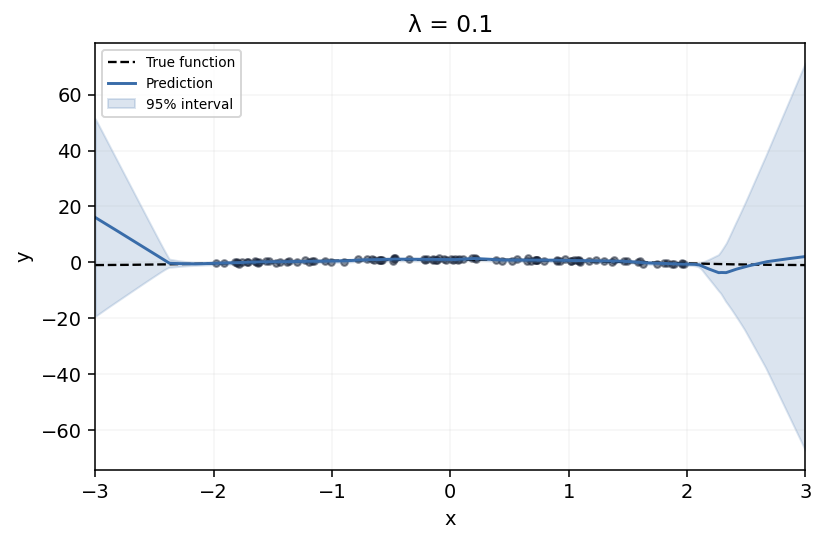 λ = 0.1
True function
Prediction
95% interval
60
40
20
0
−20
−40
−60
y
−3
−2
−1
0
1
2
3
x